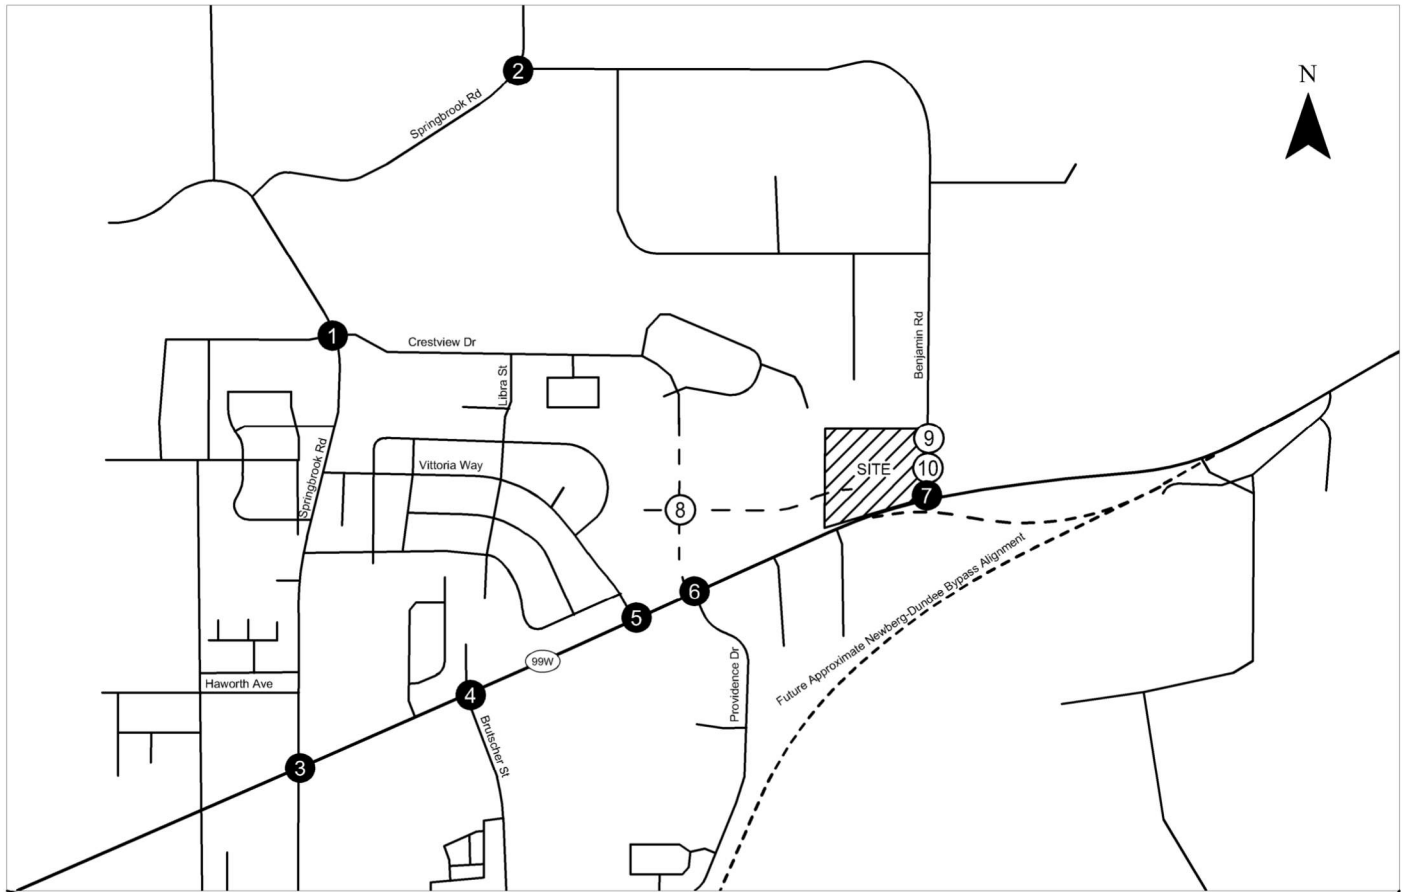 2
N
Springbrook Rd
1
Crestview Dr
Benjamin Rd
Libra St
9
Vittoria Way
SITE
10
Springbrook Rd
7
8
Future Approximate Newberg-Dundee Bypass Alignment
6
5
99W
Haworth Ave
Providence Dr
4
Brutscher St
3